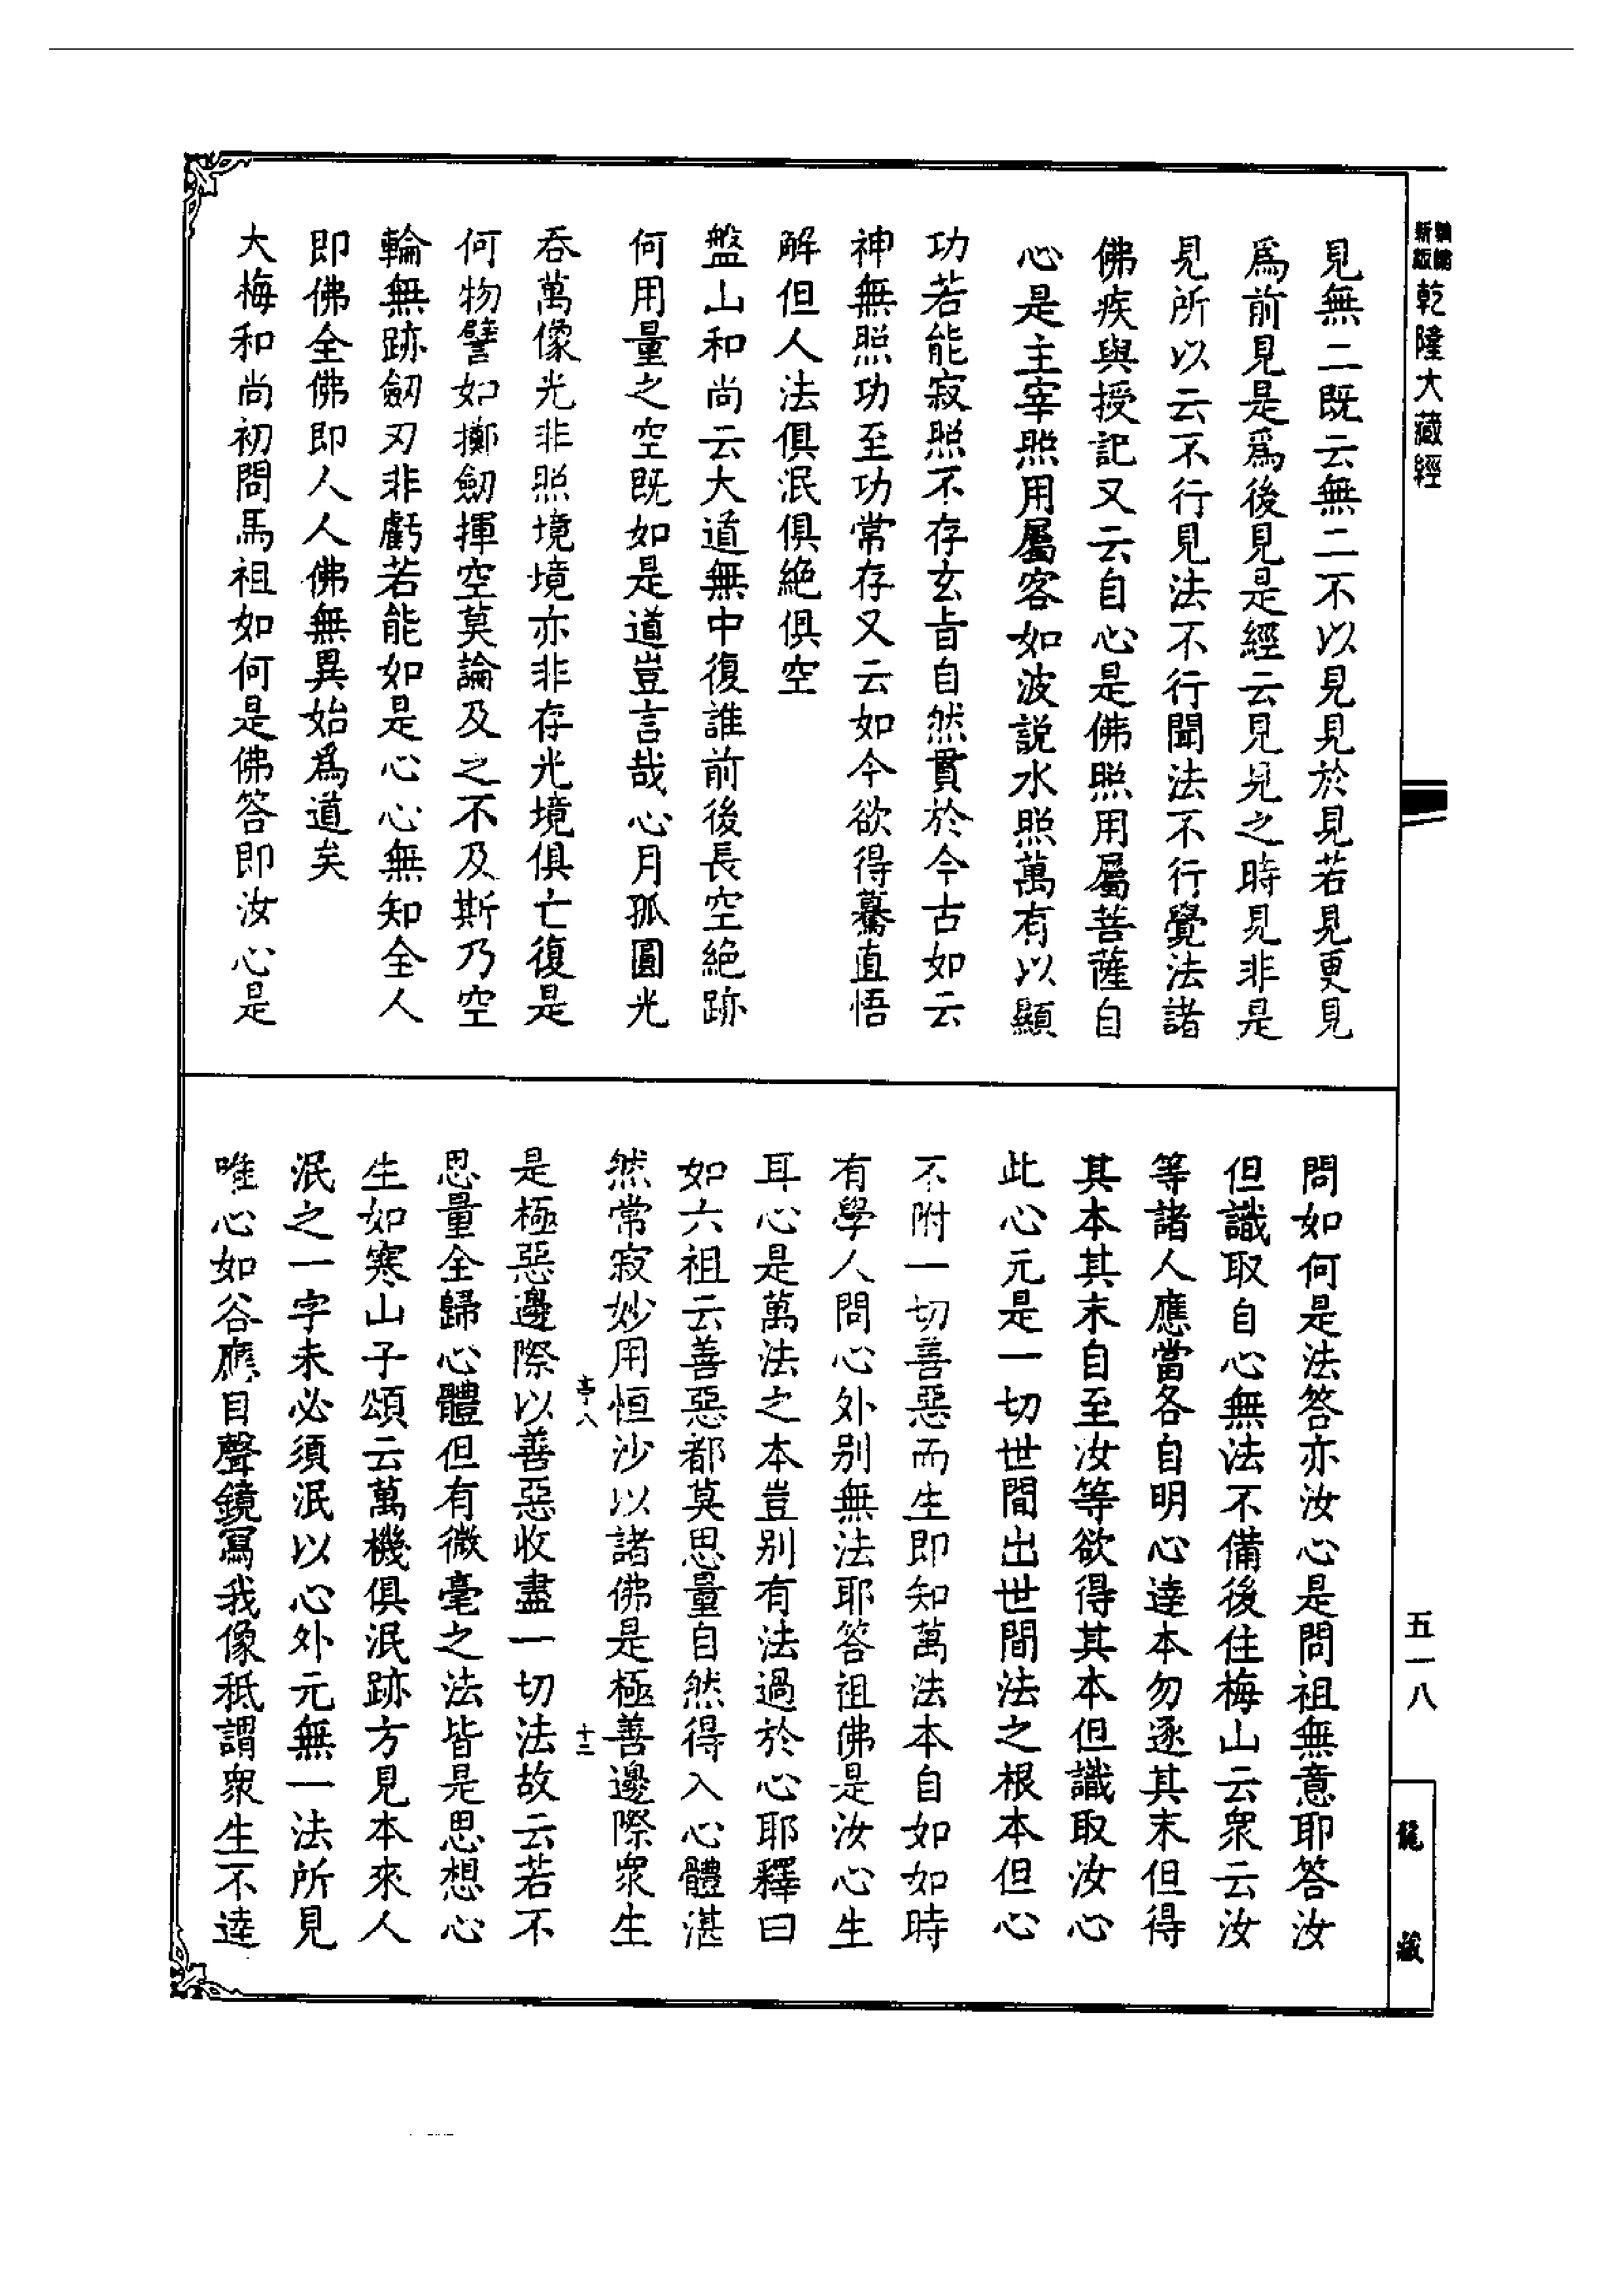 新版
乾隆大藏經
見無二既云無二不以見見於見若見更見
爲前見是爲後見是經云見見之時見非是
見所以云不行見法不行聞法不行覺法諸
佛疾與授記又云自心是佛照用屬菩薩自
心是主宰照用屬客如波説水照萬有以顯
功若能寂照不存玄旨自然貫於今古如云
神無照功至功常存又云如今欲得驀直悟
解但人法俱泯俱絶俱空
盤山和尚云大道無中復誰前後長空絶跡
何用量之空既如是道豈言哉心月孤圓光
吞萬像光非照境境亦非存光境俱亡復是
何物譬如擲劒揮空莫論及之不及斯乃空
輪無跡劒刃非虧若能如是心心無知全人
即佛全佛即人人佛無異始爲道矣
大梅和尚初問馬祖如何是佛答即汝心是
問如何是法答亦汝心是問祖無意耶答汝
但識取自心無法不備後住梅山云衆云汝
等諸人應當各自明心達本勿逐其末但得
其本其末自至汝等欲得其本但識取汝心
此心元是一切世間出世間法之根本但心
不附一切善惡而生即知萬法本自如如時
有學人問心外别無法耶答祖佛是汝心生
耳心是萬法之本豈别有法過於心耶釋曰
如六祖云善惡都莫思量自然得入心體湛
然常寂妙用恒沙以諸佛是極善邊際衆生
亭八
十二
是極惡邊際以善惡收盡一切法故云若不
思量全歸心體但有微毫之法皆是思想心
生如寒山子頌云萬機俱泯跡方見本來人
泯之一字未必須泯以心外元無一法所見
唯心如谷應自聲鏡寫我像秖謂衆生不達
五一八
龍藏